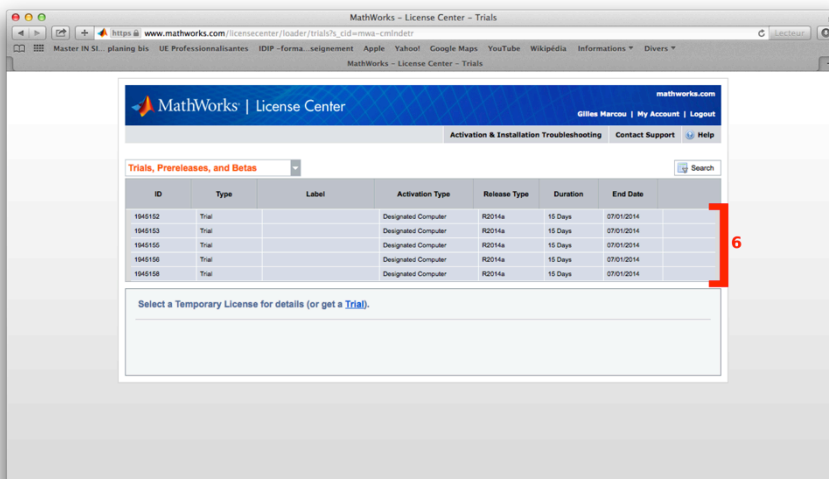 MathWorks – License Center – Trials
https www.mathworks.com/licensecenter/loader/trials?s_cid=mwa-cmlndetr
Lecteur
Master IN Sl... planing bis UE Professionnalisantes IDIP -forma...seignement Apple Yahoo! Google Maps YouTube Wikipédia Informations Divers
MathWorks – License Center – Trials
mathworks.com
MathWorks | License Center
Gilles Marcou | My Account | Logout
Activation & Installation Troubleshooting Contact Support Help
Trials, Prereleases, and Betas
Search
ID Type Label Activation Type Release Type Duration End Date
1945152 Trial Designated Computer R2014a 15 Days 07/01/2014
1945153 Trial Designated Computer R2014a 15 Days 07/01/2014
1945155 Trial Designated Computer R2014a 15 Days 07/01/2014
6
1945156 Trial Designated Computer R2014a 15 Days 07/01/2014
1945158 Trial Designated Computer R2014a 15 Days 07/01/2014
Select a Temporary License for details (or get a Trial).